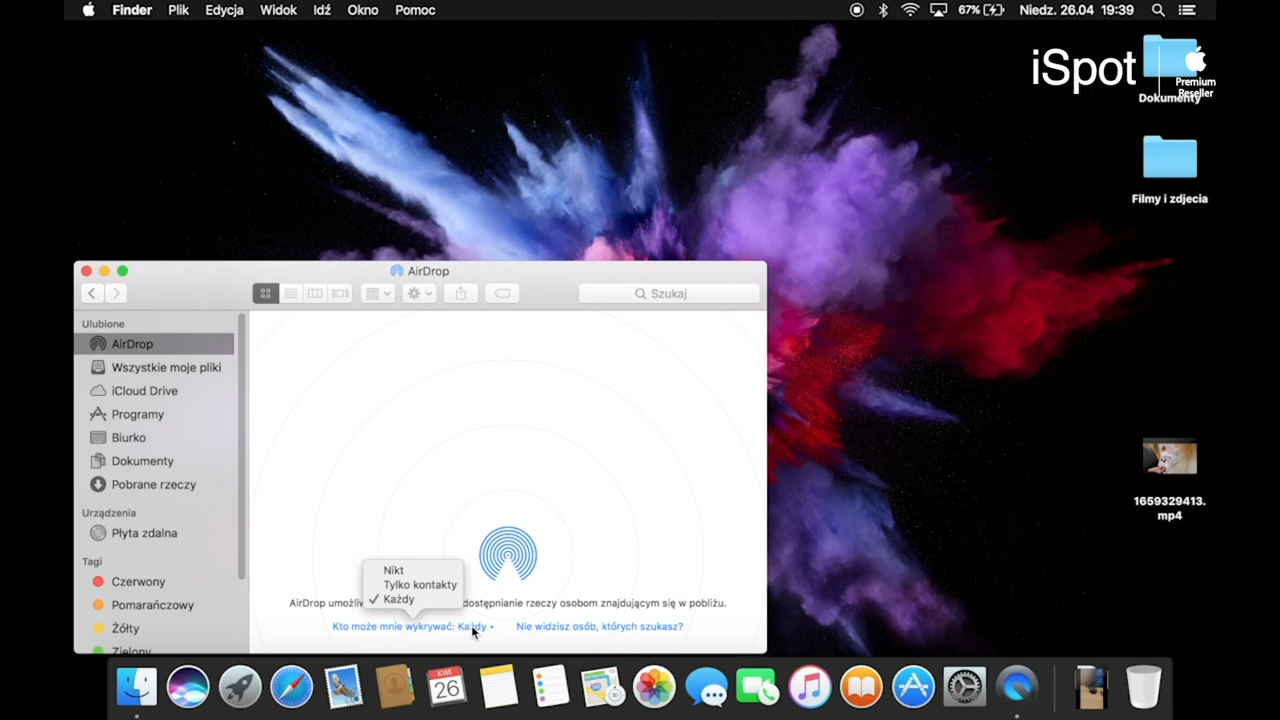 Finder Plik Edycja Widok Idź Okno Pomoc 67% Niedz. 26.04 19:39
iSpot
Premium
Reseller
Dokumenty
Filmy i zdjecia
1659329413.
mp4
AirDrop
Szukaj
Ulubione
AirDrop
Wszystkie moje pliki
iCloud Drive
Programy
Biurko
Dokumenty
Pobrane rzeczy
Urządzenia
Płyta zdalna
Tagi
Czerwony
Pomarańczowy
Żółty
Zielony
Nikt
Tylko kontakty
Każdy
AirDrop umożliw dostępnianie rzeczy osobom znajdującym się w pobliżu.
Kto może mnie wykrywać: Każdy Nie widzisz osób, których szukasz?
KWI
26